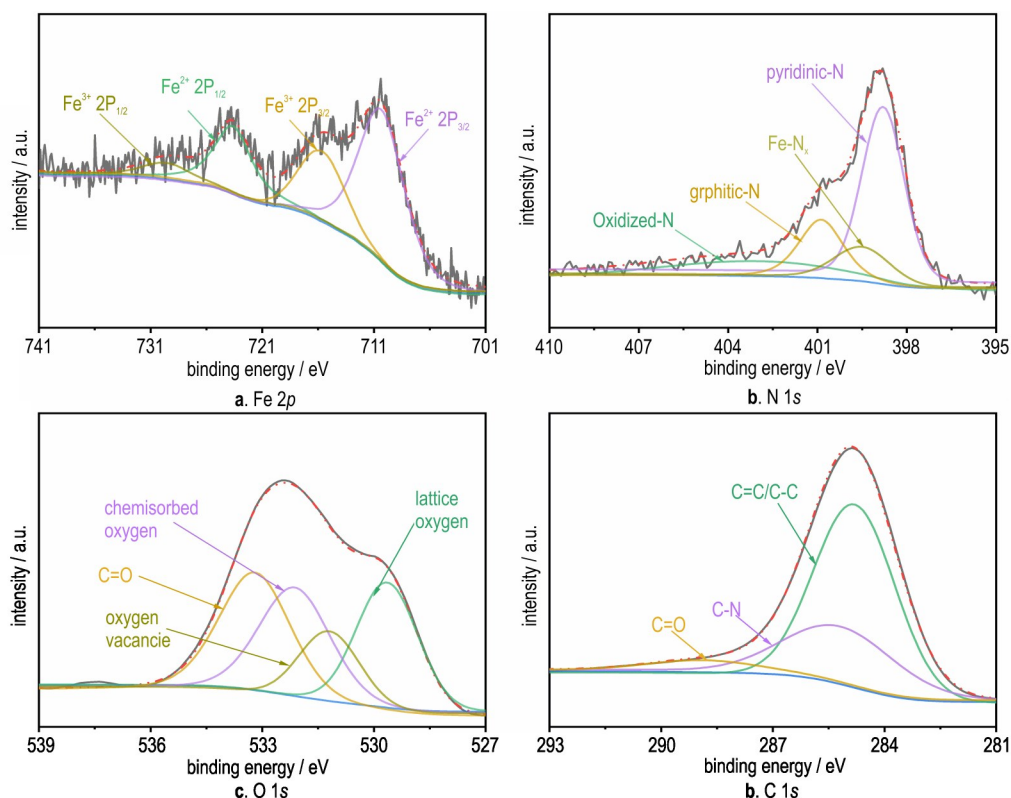 intensity / a.u.
Fe³⁺ 2P₁/₂
Fe²⁺ 2P₁/₂
Fe³⁺ 2P₃/₂
Fe²⁺ 2P₃/₂
741 731 721 711 701
binding energy / eV
a. Fe 2p
intensity / a.u.
pyridinic-N
Fe-Nₓ
grphitic-N
Oxidized-N
410 407 404 401 398 395
binding energy / eV
b. N 1s
intensity / a.u.
chemisorbed
oxygen
lattice
oxygen
C=O
oxygen
vacancie
539 536 533 530 527
binding energy / eV
c. O 1s
intensity / a.u.
C=C/C-C
C-N
C=O
293 290 287 284 281
binding energy / eV
b. C 1s